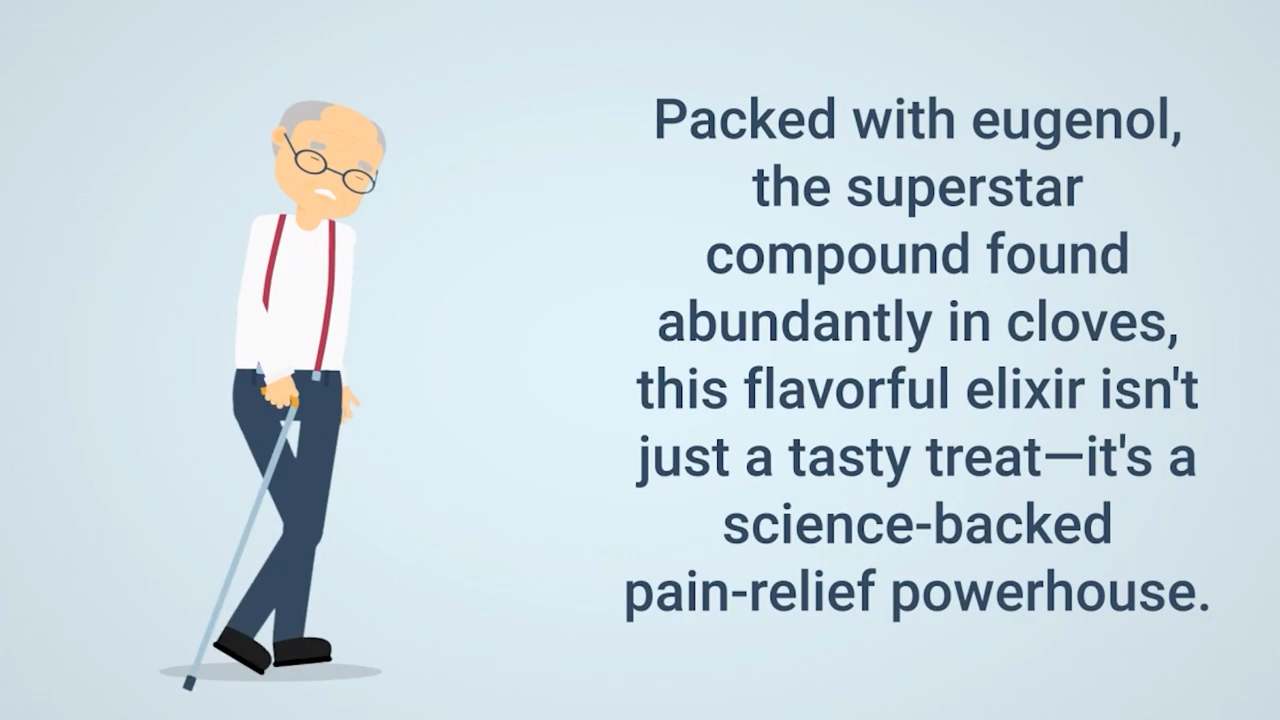 Packed with eugenol,
the superstar
compound found
abundantly in cloves,
this flavorful elixir isn't
just a tasty treat—it's a
science-backed
pain-relief powerhouse.